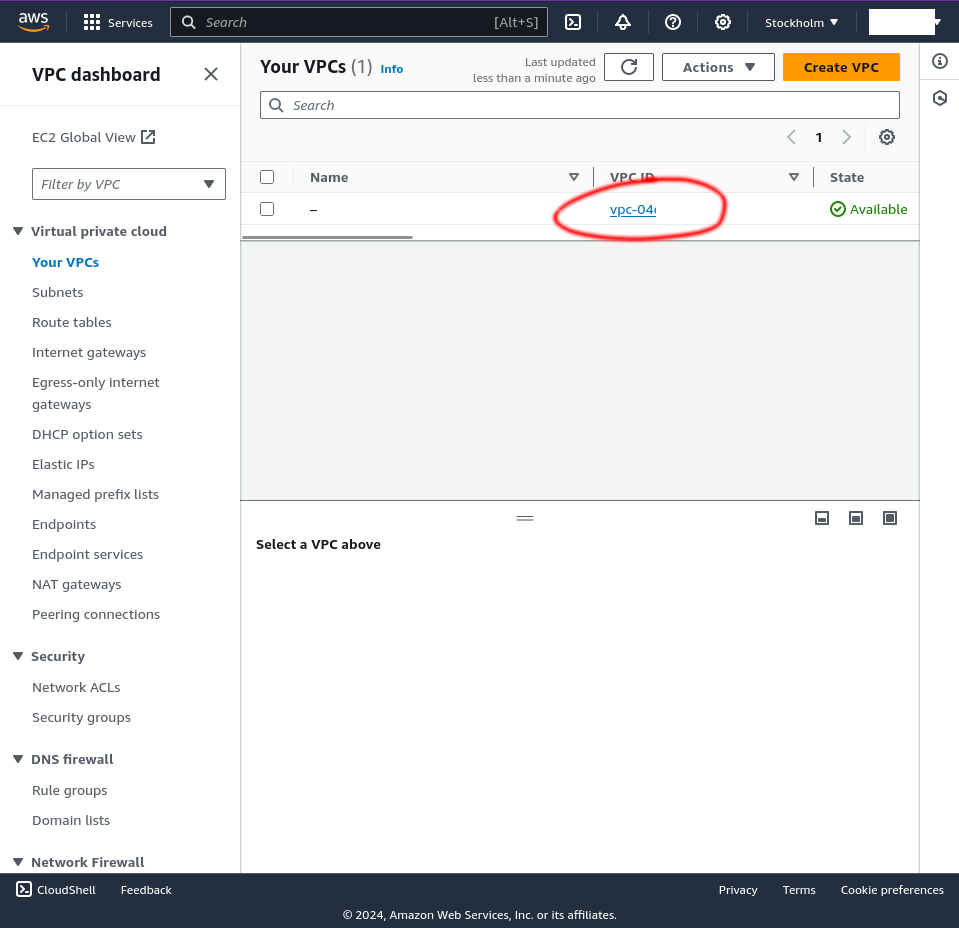 aws
Services
Search [Alt+S]
Stockholm
VPC dashboard
EC2 Global View
Filter by VPC
Virtual private cloud
Your VPCs
Subnets
Route tables
Internet gateways
Egress-only internet
gateways
DHCP option sets
Elastic IPs
Managed prefix lists
Endpoints
Endpoint services
NAT gateways
Peering connections
Security
Network ACLs
Security groups
DNS firewall
Rule groups
Domain lists
Network Firewall
Your VPCs (1) Info
Last updated
less than a minute ago
Actions
Create VPC
Search
1
Name VPC ID State
– vpc-04 Available
Select a VPC above
CloudShell Feedback Privacy Terms Cookie preferences
© 2024, Amazon Web Services, Inc. or its affiliates.